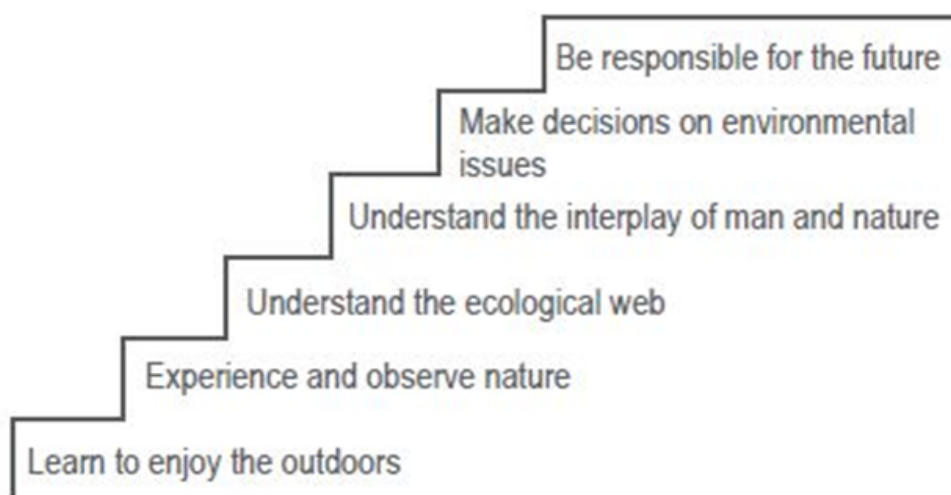 Be responsible for the future
Make decisions on environmental
issues
Understand the interplay of man and nature
Understand the ecological web
Experience and observe nature
Learn to enjoy the outdoors